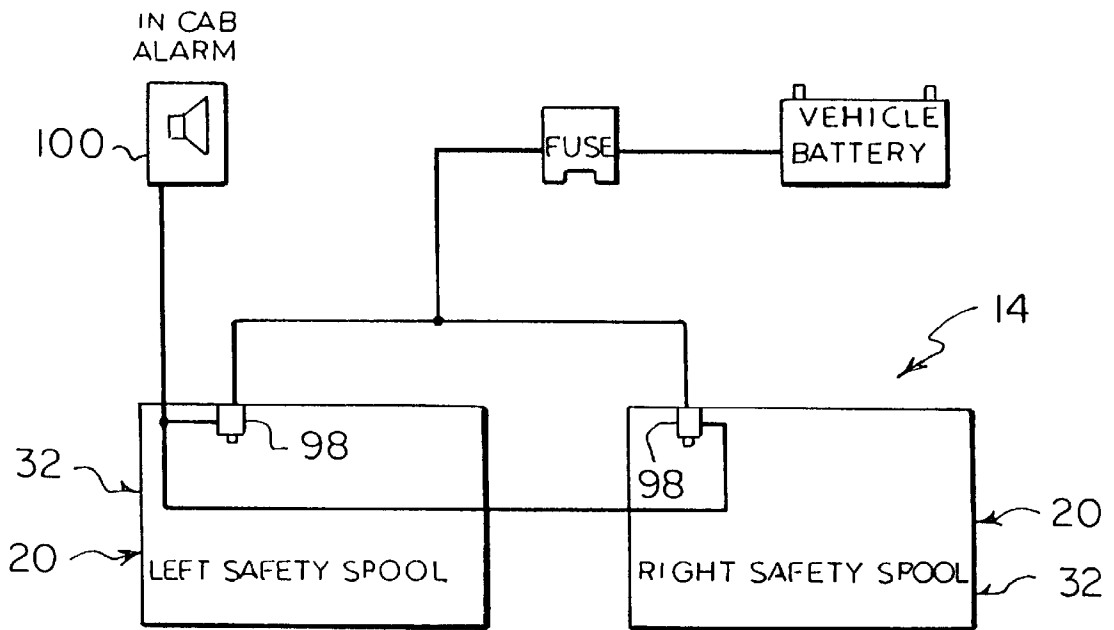 IN CAB
ALARM
100
FUSE
VEHICLE
BATTERY
14
98
98
32
20
20
32
LEFT SAFETY SPOOL
RIGHT SAFETY SPOOL